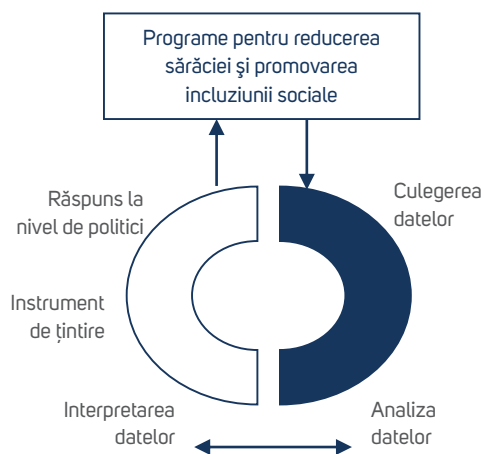 Programe pentru reducerea
sărăciei şi promovarea
incluziunii sociale
Răspuns la
nivel de politici
Culegerea
datelor
Instrument
de țintire
Interpretarea
datelor
Analiza
datelor